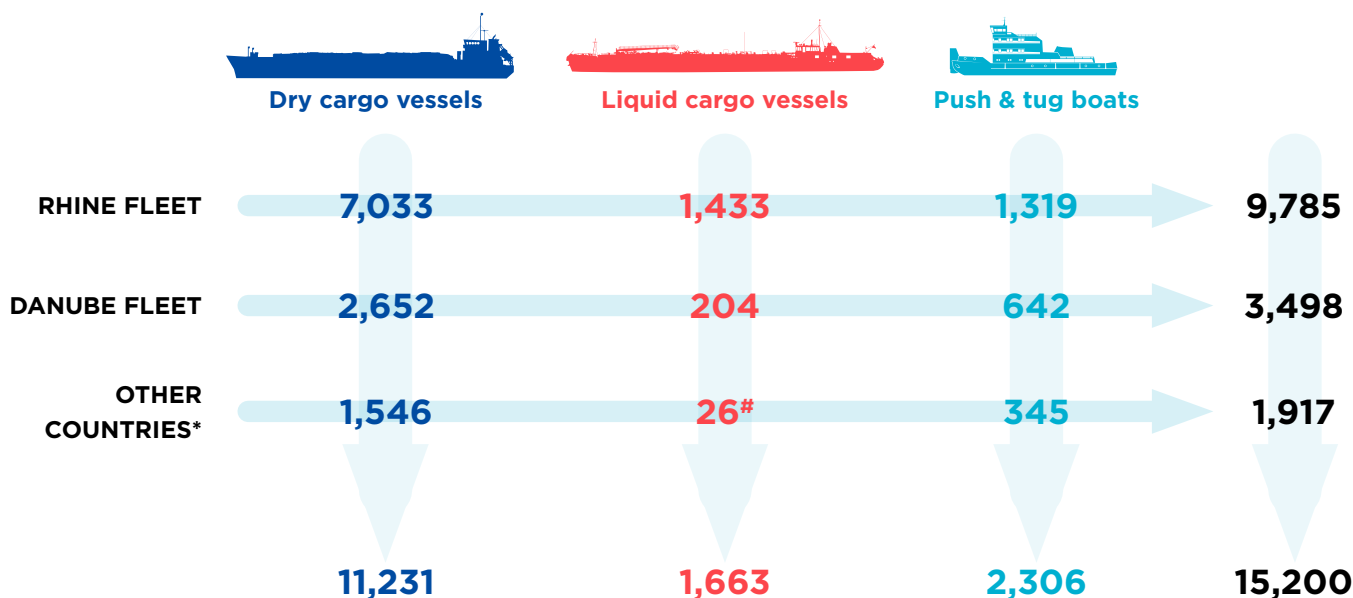 Dry cargo vessels Liquid cargo vessels Push & tug boats
RHINE FLEET 7,033 1,433 1,319 9,785
DANUBE FLEET 2,652 204 642 3,498
OTHER
COUNTRIES* 1,546 26# 345 1,917
11,231 1,663 2,306 15,200